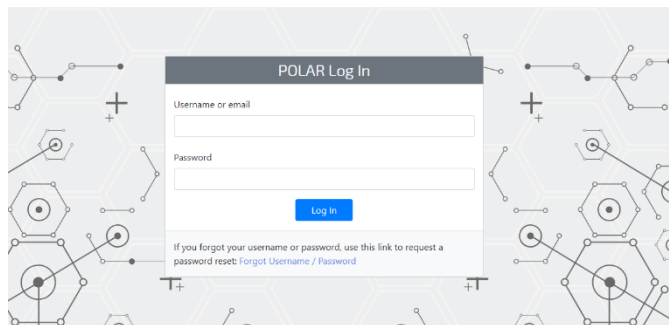 POLAR Log In
Username or email
Password
Log In
If you forgot your username or password, use this link to request a
password reset: Forgot Username / Password